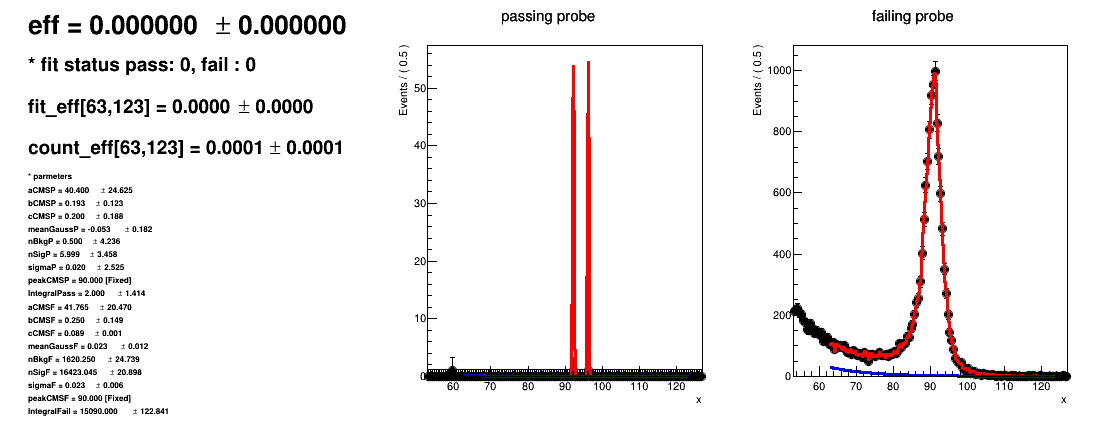 eff = 0.000000 ± 0.000000
* fit status pass: 0, fail : 0
fit_eff[63,123] = 0.0000 ± 0.0000
count_eff[63,123] = 0.0001 ± 0.0001
* parmeters
aCMSP = 40.400 ± 24.625
bCMSP = 0.193 ± 0.123
cCMSP = 0.200 ± 0.188
meanGaussP = -0.053 ± 0.182
nBkgP = 0.500 ± 4.236
nSigP = 5.999 ± 3.458
sigmaP = 0.020 ± 2.525
peakCMSP = 90.000 [Fixed]
IntegralPass = 2.000 ± 1.414
aCMSF = 41.765 ± 20.470
bCMSF = 0.250 ± 0.149
cCMSF = 0.089 ± 0.001
meanGaussF = 0.023 ± 0.012
nBkgF = 1620.250 ± 24.739
nSigF = 16423.045 ± 20.898
sigmaF = 0.023 ± 0.006
peakCMSF = 90.000 [Fixed]
IntegralFail = 15090.000 ± 122.841
passing probe
Events / ( 0.5 )
50
40
30
20
10
0
60 70 80 90 100 110 120
x
failing probe
Events / ( 0.5 )
1000
800
600
400
200
0
60 70 80 90 100 110 120
x